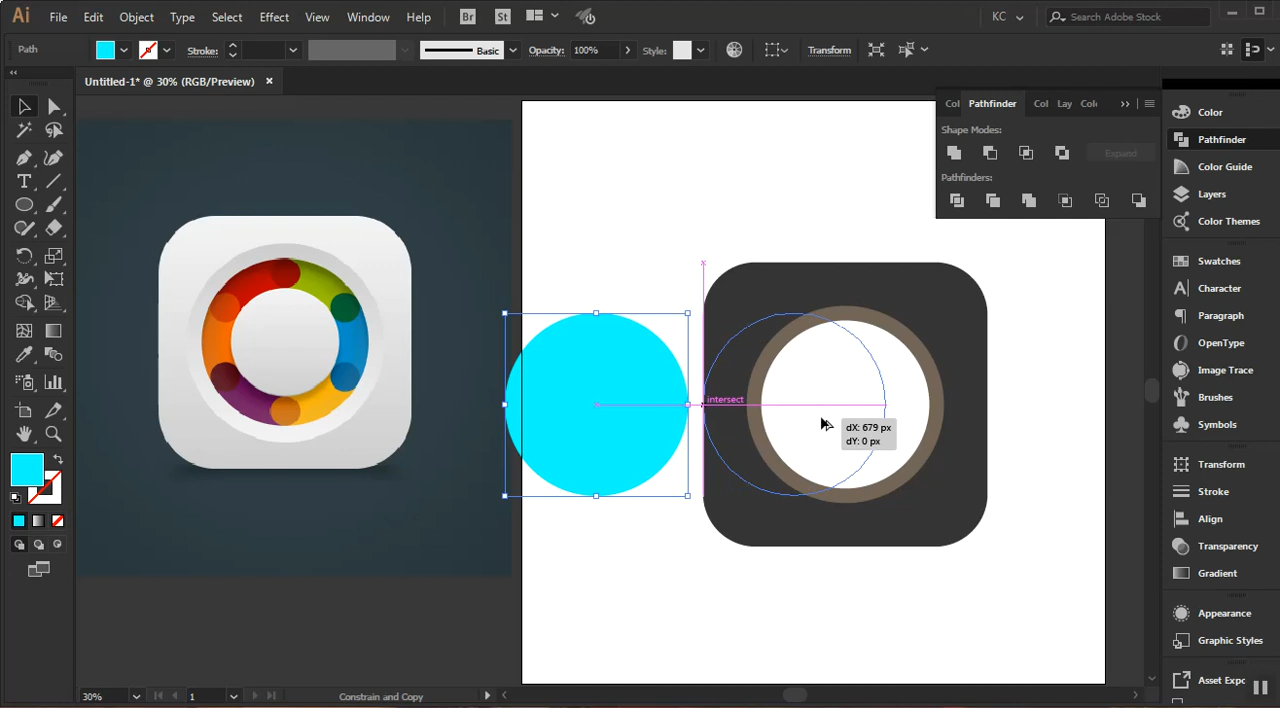 Ai File Edit Object Type Select Effect View Window Help Br St KC Search Adobe Stock
Path Stroke: Basic Opacity: 100% Style: Transform
Untitled-1* @ 30% (RGB/Preview) ×
Col Pathfinder Col Lay Colo
Shape Modes:
Expand
Pathfinders:
Color
Pathfinder
Color Guide
Layers
Color Themes
Swatches
Character
Paragraph
OpenType
Image Trace
Brushes
Symbols
Transform
Stroke
Align
Transparency
Gradient
Appearance
Graphic Styles
Asset Expo
intersect
dX: 679 px
dY: 0 px
30% 1 Constrain and Copy